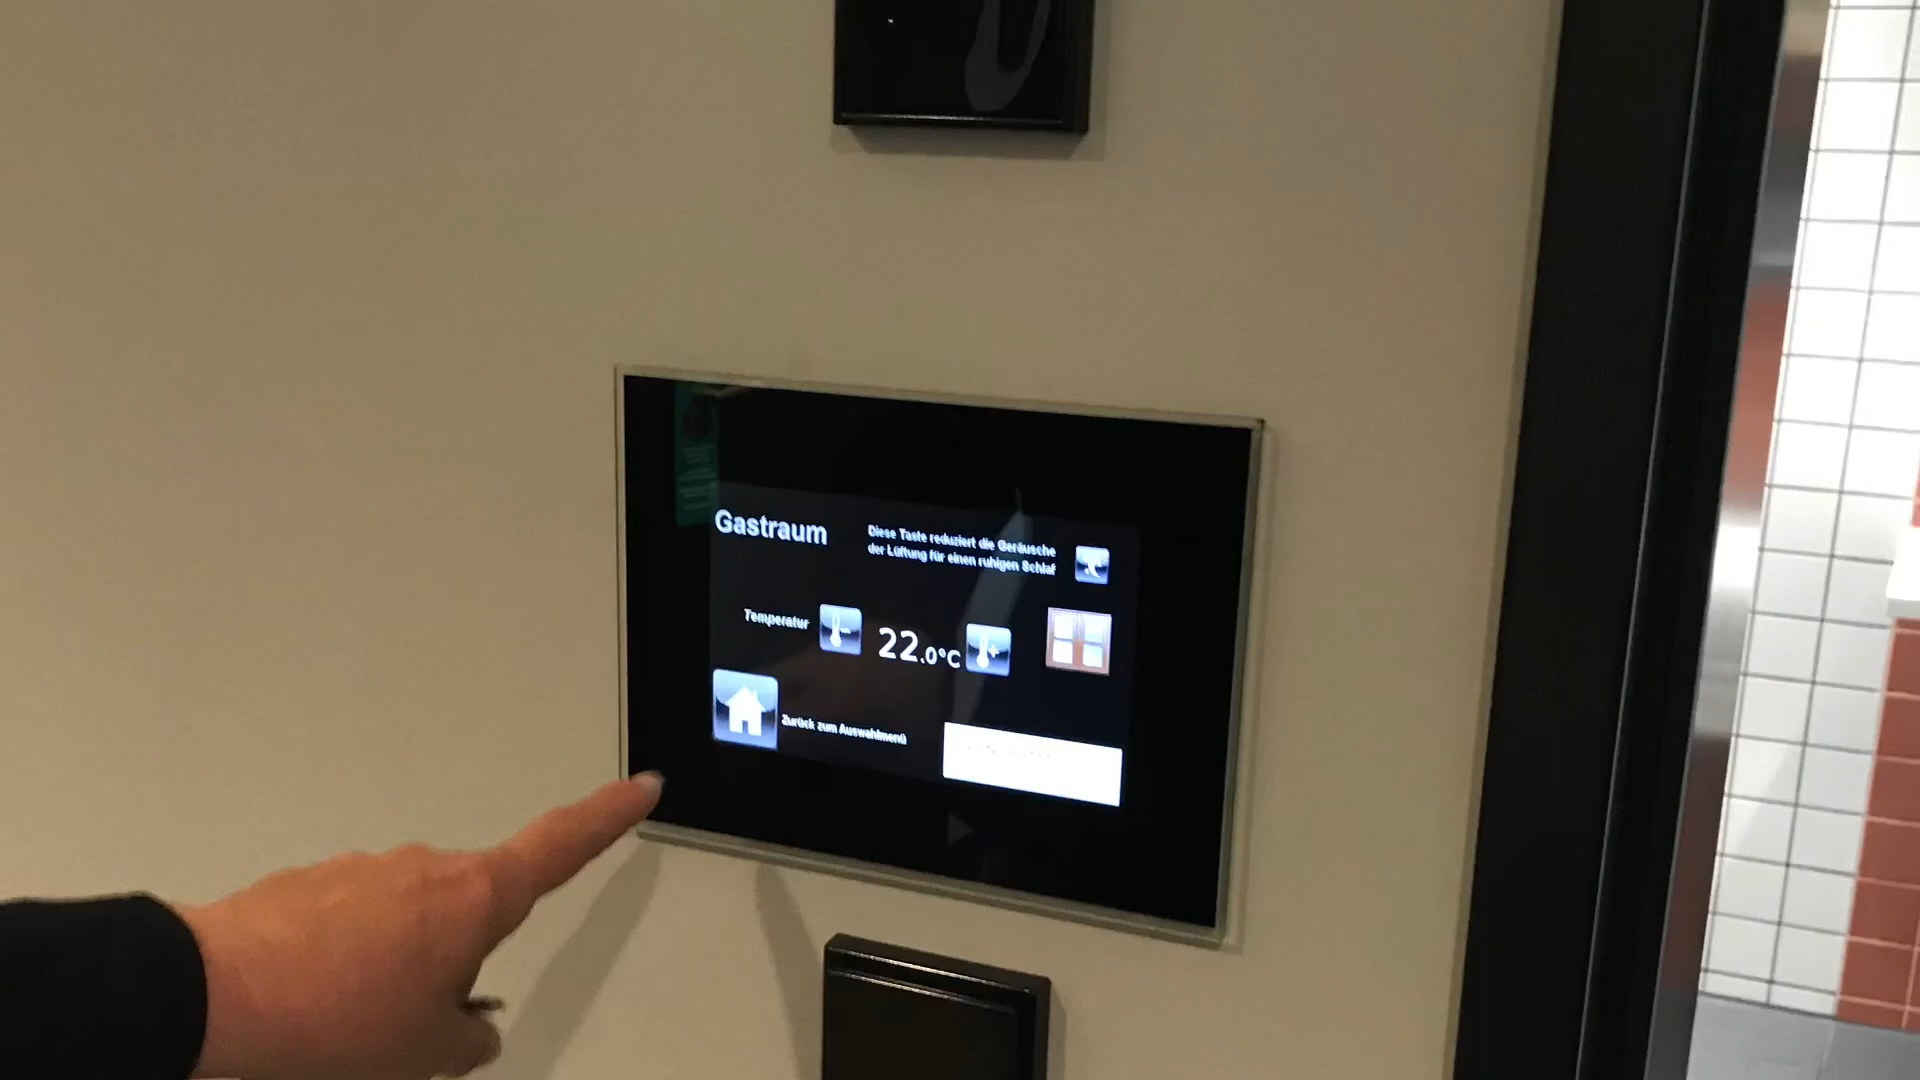 Gastraum
Diese Taste reduziert die Geräusche
der Lüftung für einen ruhigen Schlaf
Temperatur
22.0°C
Zurück zum Auswahlmenü